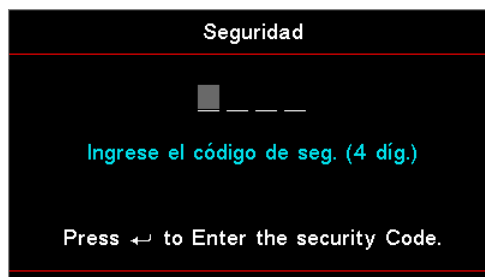 Seguridad
_ _ _ _
Ingrese el código de seg. (4 díg.)
Press ↵ to Enter the security Code.